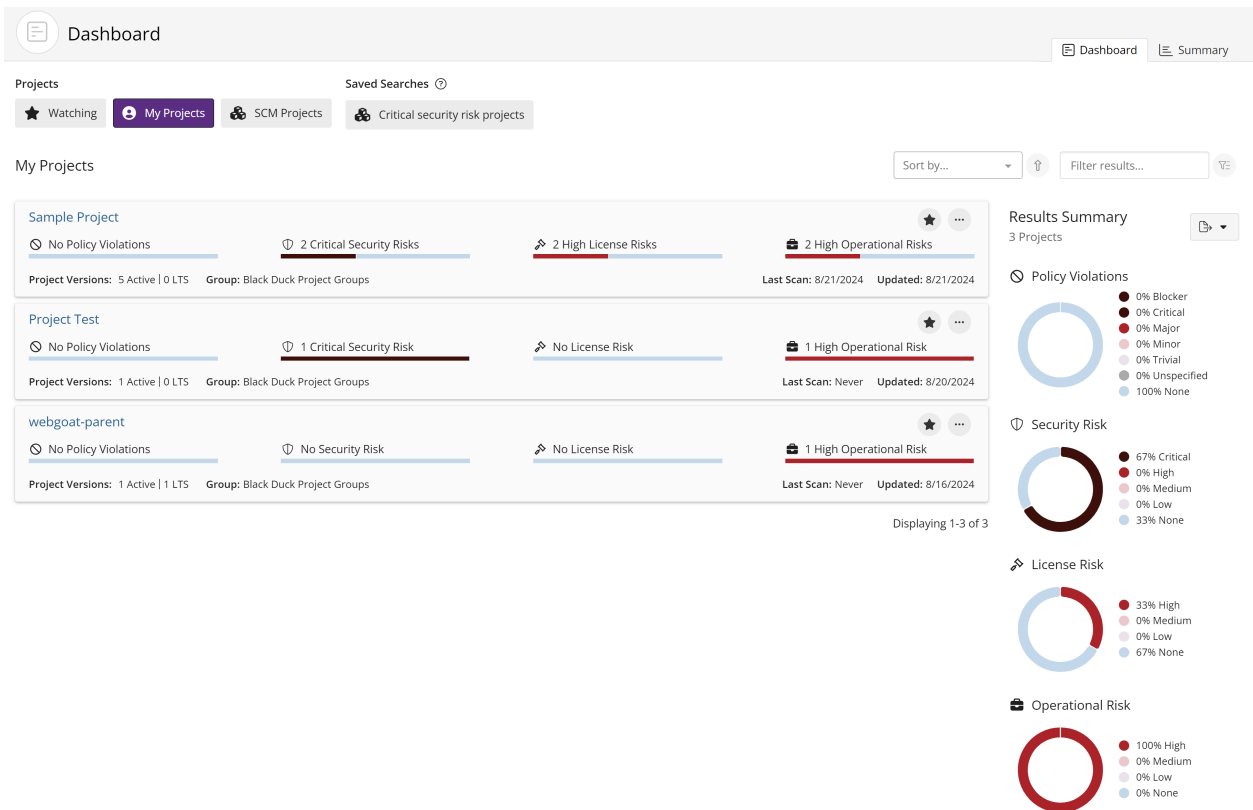 Dashboard
Dashboard Summary
Projects Saved Searches
Watching My Projects SCM Projects Critical security risk projects
My Projects Sort by... Filter results...
Sample Project
No Policy Violations 2 Critical Security Risks 2 High License Risks 2 High Operational Risks
Project Versions: 5 Active | 0 LTS Group: Black Duck Project Groups Last Scan: 8/21/2024 Updated: 8/21/2024
Project Test
No Policy Violations 1 Critical Security Risk No License Risk 1 High Operational Risk
Project Versions: 1 Active | 0 LTS Group: Black Duck Project Groups Last Scan: Never Updated: 8/20/2024
webgoat-parent
No Policy Violations No Security Risk No License Risk 1 High Operational Risk
Project Versions: 1 Active | 1 LTS Group: Black Duck Project Groups Last Scan: Never Updated: 8/16/2024
Displaying 1-3 of 3
Results Summary
3 Projects
Policy Violations
0% Blocker
0% Critical
0% Major
0% Minor
0% Trivial
0% Unspecified
100% None
Security Risk
67% Critical
0% High
0% Medium
0% Low
33% None
License Risk
33% High
0% Medium
0% Low
67% None
Operational Risk
100% High
0% Medium
0% Low
0% None